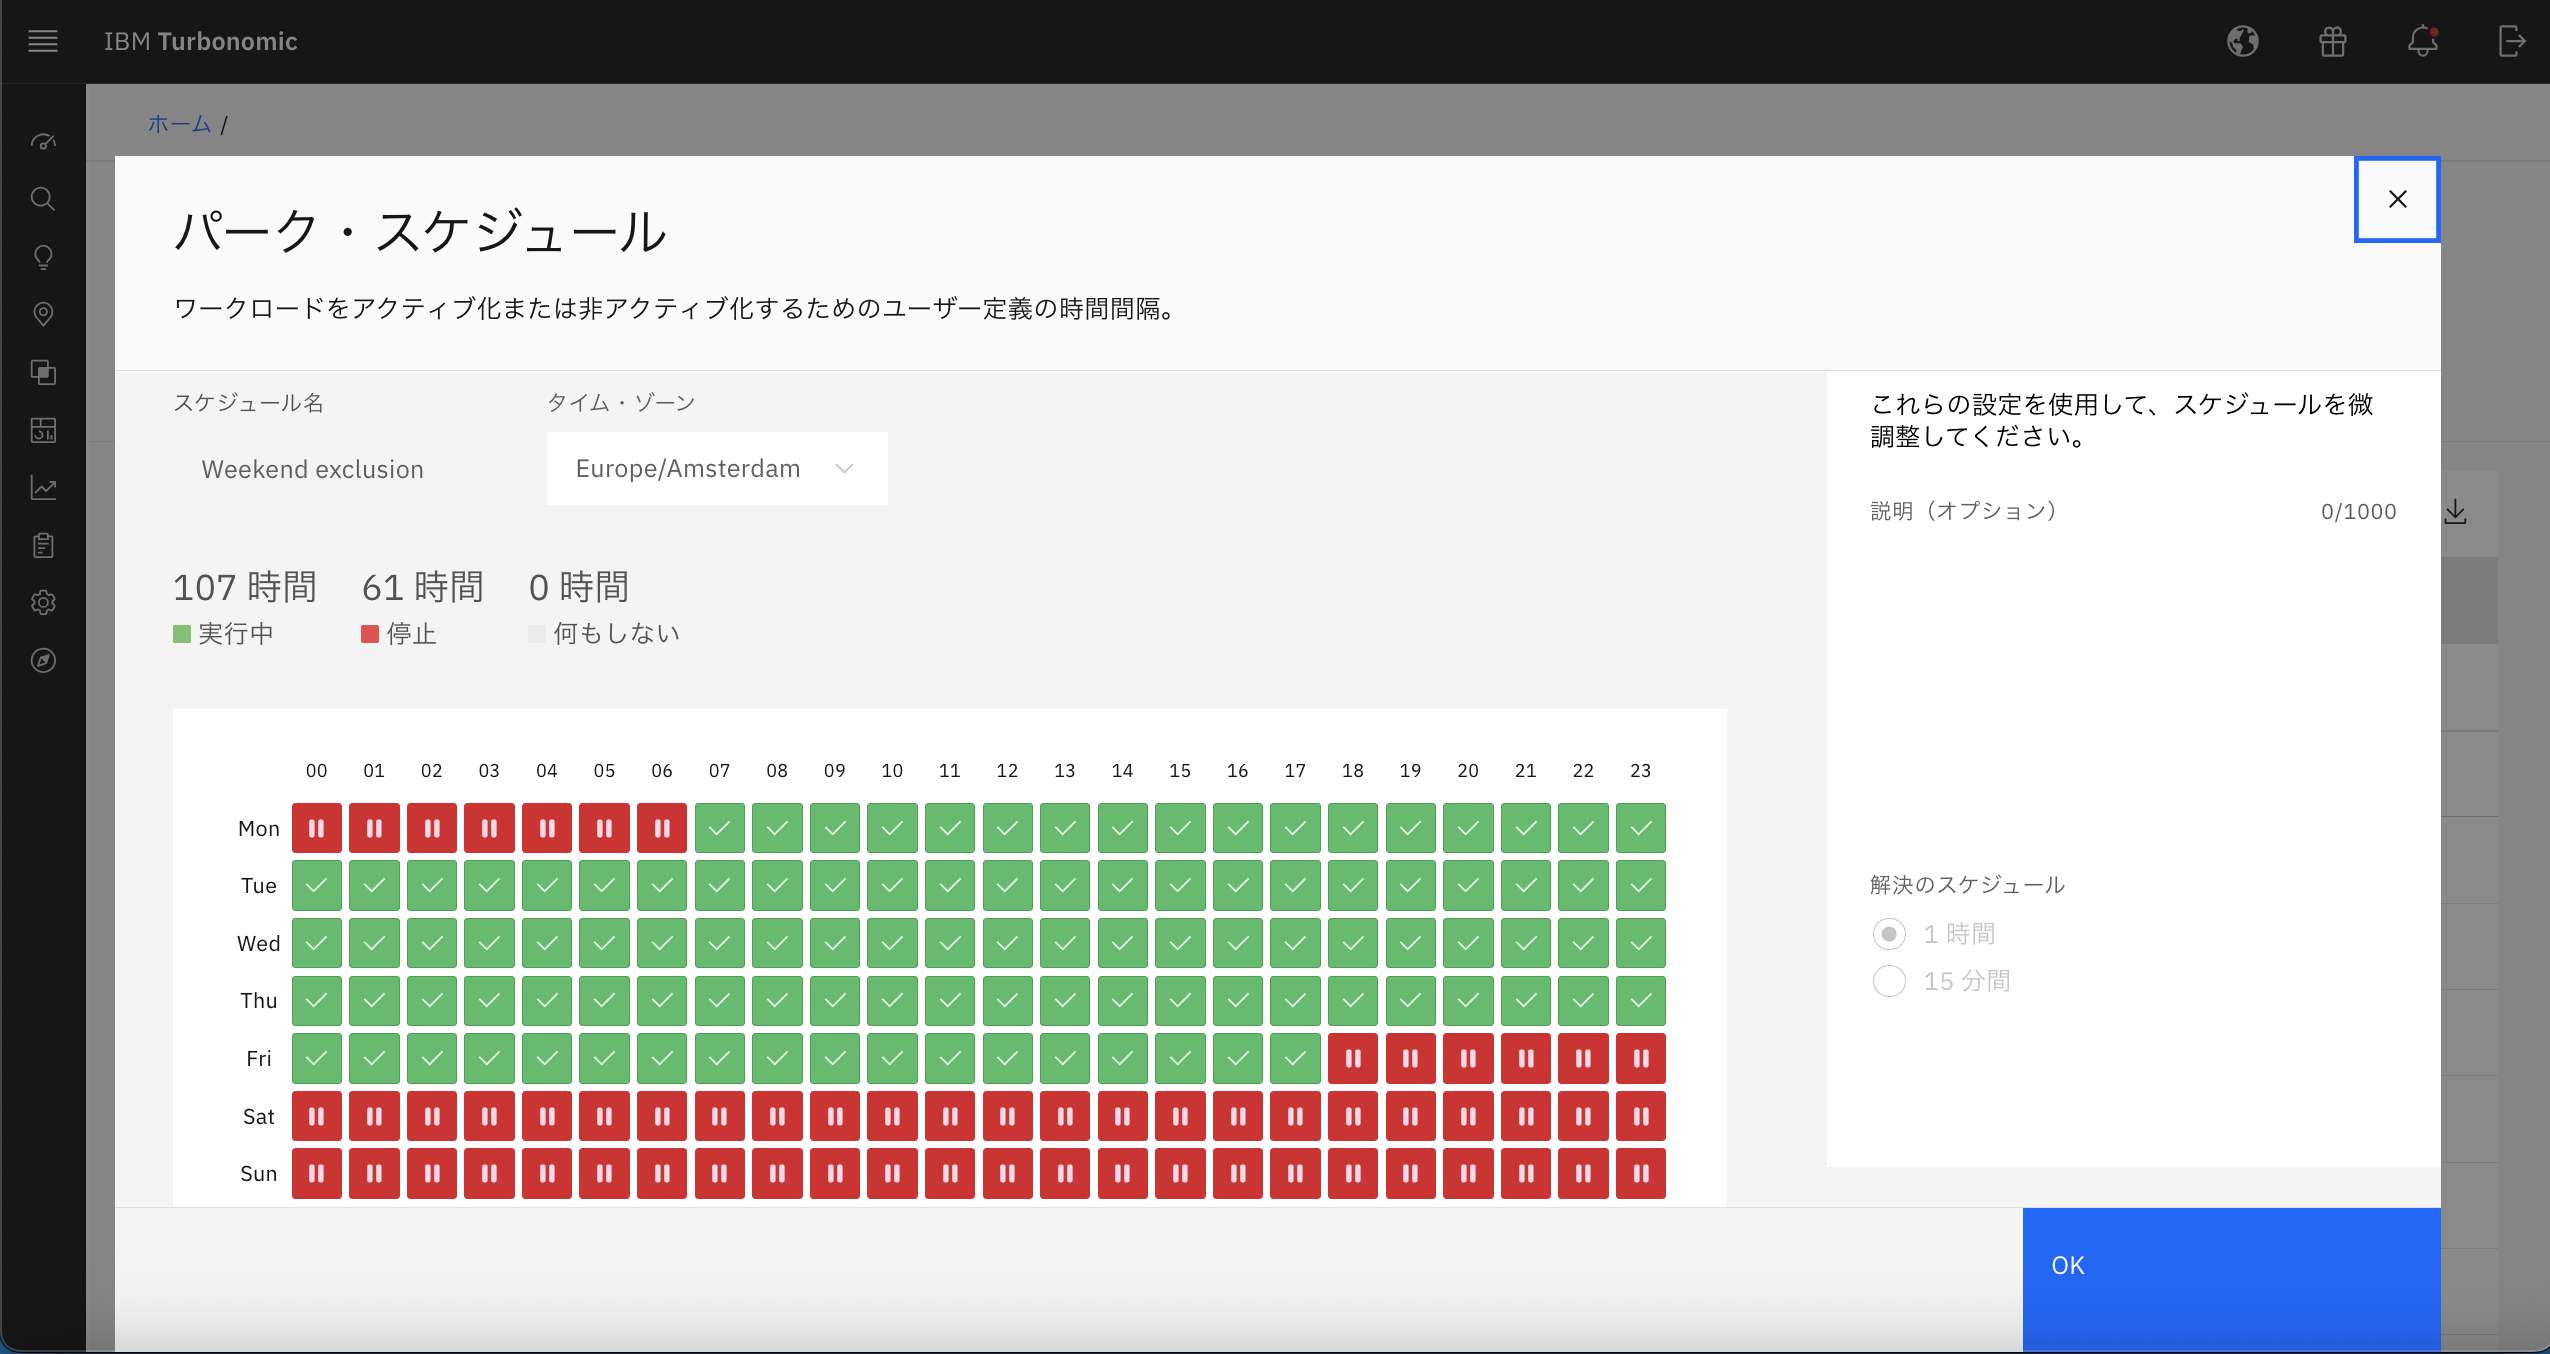 IBM Turbonomic
ホーム /
パーク・スケジュール
ワークロードをアクティブ化または非アクティブ化するためのユーザー定義の時間間隔。
スケジュール名
タイム・ゾーン
Weekend exclusion
Europe/Amsterdam
107 時間 61 時間 0 時間
実行中 停止 何もしない
00 01 02 03 04 05 06 07 08 09 10 11 12 13 14 15 16 17 18 19 20 21 22 23
Mon
Tue
Wed
Thu
Fri
Sat
Sun
これらの設定を使用して、スケジュールを微
調整してください。
説明（オプション） 0/1000
解決のスケジュール
1 時間
15 分間
OK